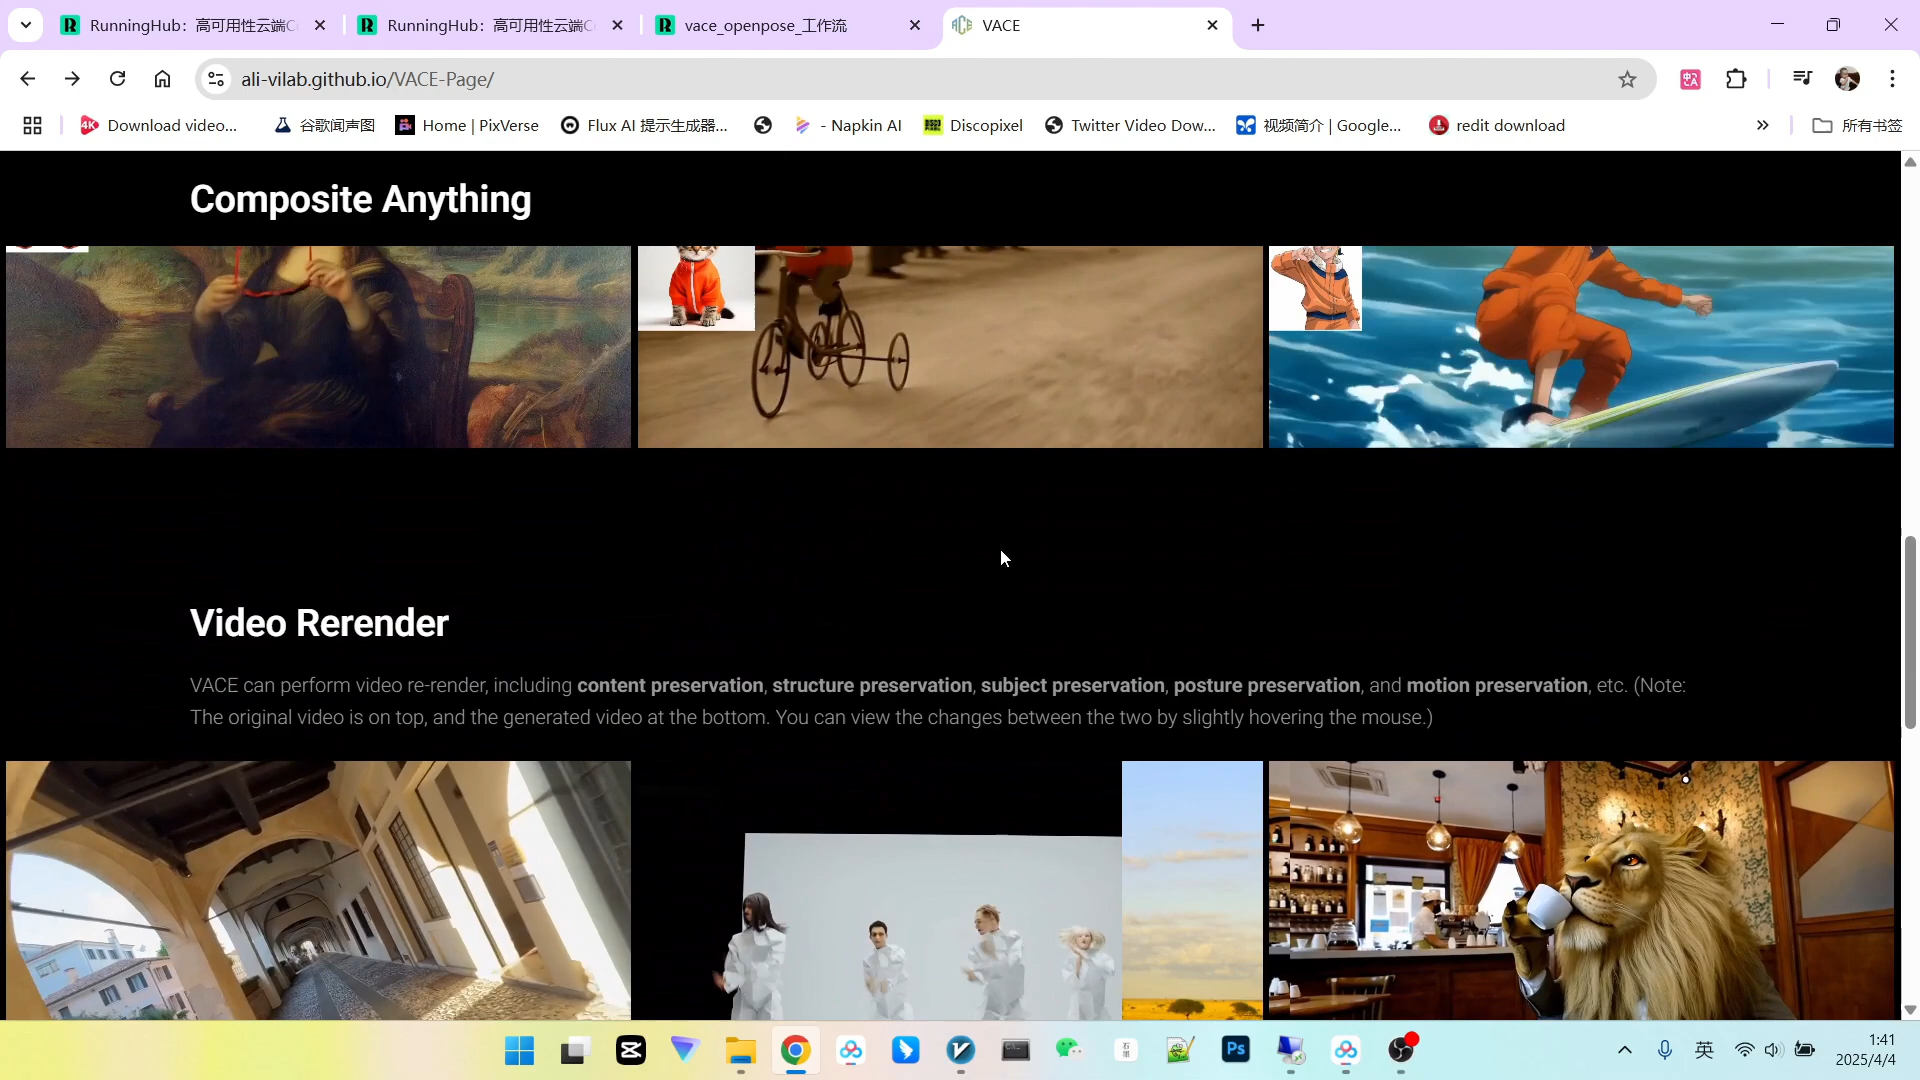 RunningHub：高可用性云端C
RunningHub：高可用性云端C
vace_openpose_工作流
VACE
ali-vilab.github.io/VACE-Page/
4K
Download video...
谷歌闻声图
Home | PixVerse
Flux AI 提示生成器...
- Napkin AI
Discopixel
Twitter Video Dow...
视频简介 | Google...
redit download
所有书签
Composite Anything
Video Rerender
VACE can perform video re-render, including content preservation, structure preservation, subject preservation, posture preservation, and motion preservation, etc. (Note:
The original video is on top, and the generated video at the bottom. You can view the changes between the two by slightly hovering the mouse.)
Ps
英
1:41
2025/4/4